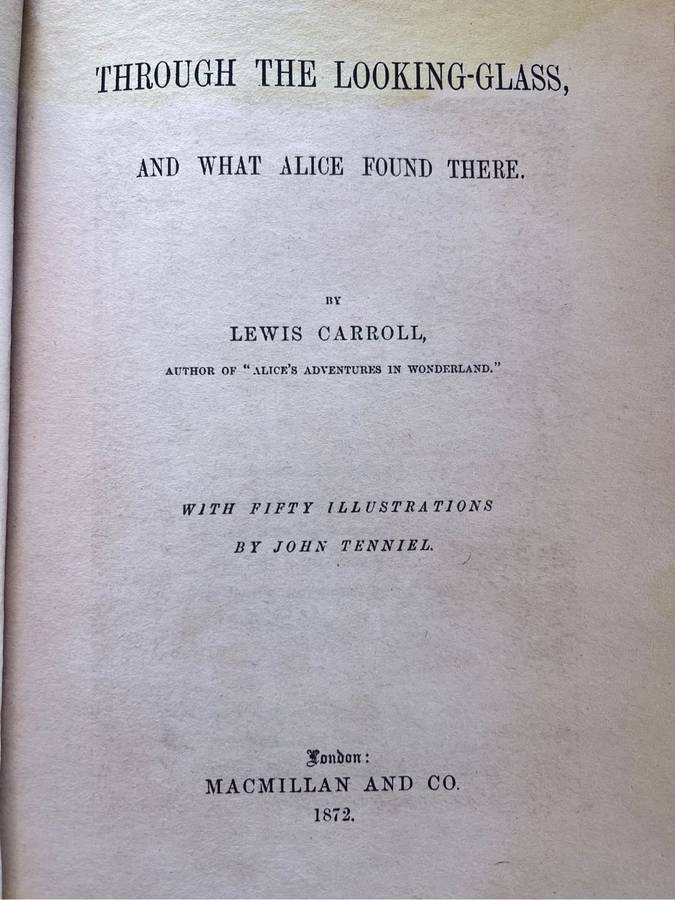 THROUGH THE LOOKING-GLASS,
AND WHAT ALICE FOUND THERE.
BY
LEWIS CARROLL,
AUTHOR OF "ALICE'S ADVENTURES IN WONDERLAND."
WITH FIFTY ILLUSTRATIONS
BY JOHN TENNIEL.
London:
MACMILLAN AND CO.
1872.